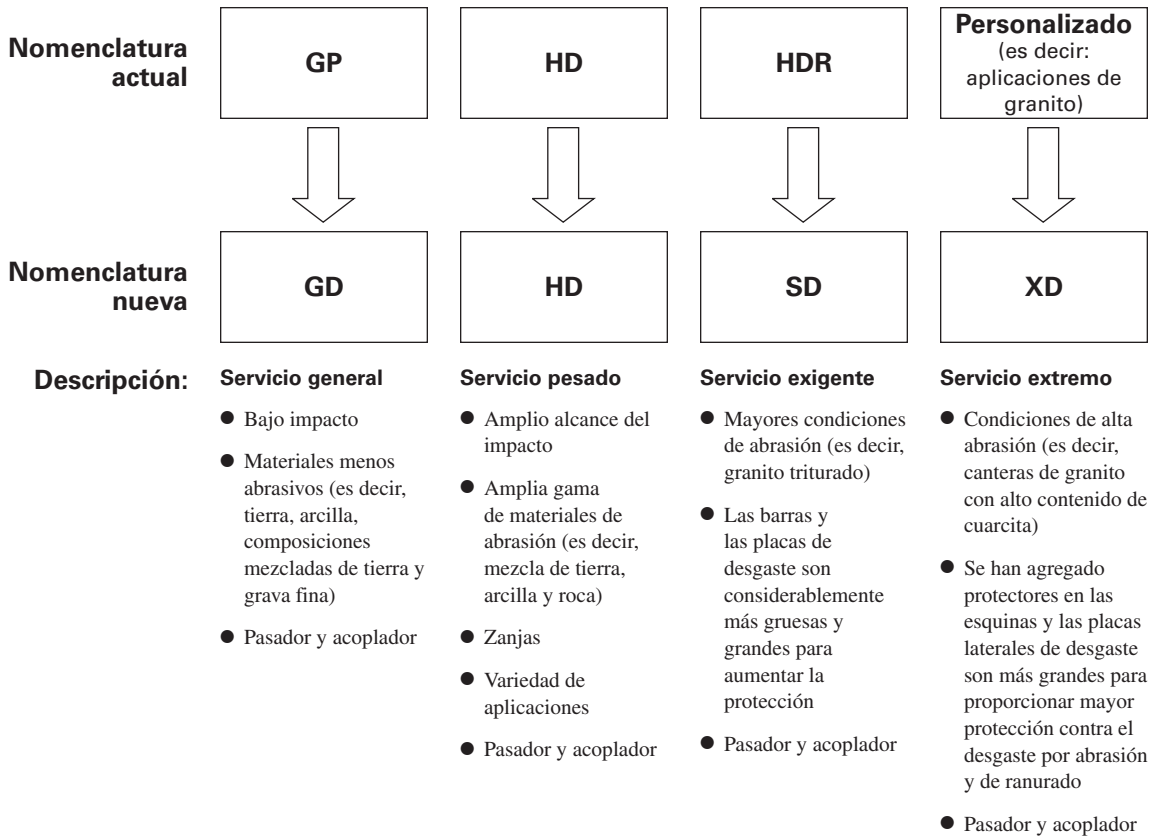 Nomenclatura
actual
GP
HD
HDR
Personalizado
(es decir:
aplicaciones de
granito)
Nomenclatura
nueva
GD
HD
SD
XD
Descripción:
Servicio general
● Bajo impacto
● Materiales menos
abrasivos (es decir,
tierra, arcilla,
composiciones
mezcladas de tierra y
grava fina)
● Pasador y acoplador
Servicio pesado
● Amplio alcance del
impacto
● Amplia gama
de materiales de
abrasión (es decir,
mezcla de tierra,
arcilla y roca)
● Zanjas
● Variedad de
aplicaciones
● Pasador y acoplador
Servicio exigente
● Mayores condiciones
de abrasión (es decir,
granito triturado)
● Las barras y
las placas de
desgaste son
considerablemente
más gruesas y
grandes para
aumentar la
protección
● Pasador y acoplador
Servicio extremo
● Condiciones de alta
abrasión (es decir,
canteras de granito
con alto contenido de
cuarcita)
● Se han agregado
protectores en las
esquinas y las placas
laterales de desgaste
son más grandes para
proporcionar mayor
protección contra el
desgaste por abrasión
y de ranurado
● Pasador y acoplador